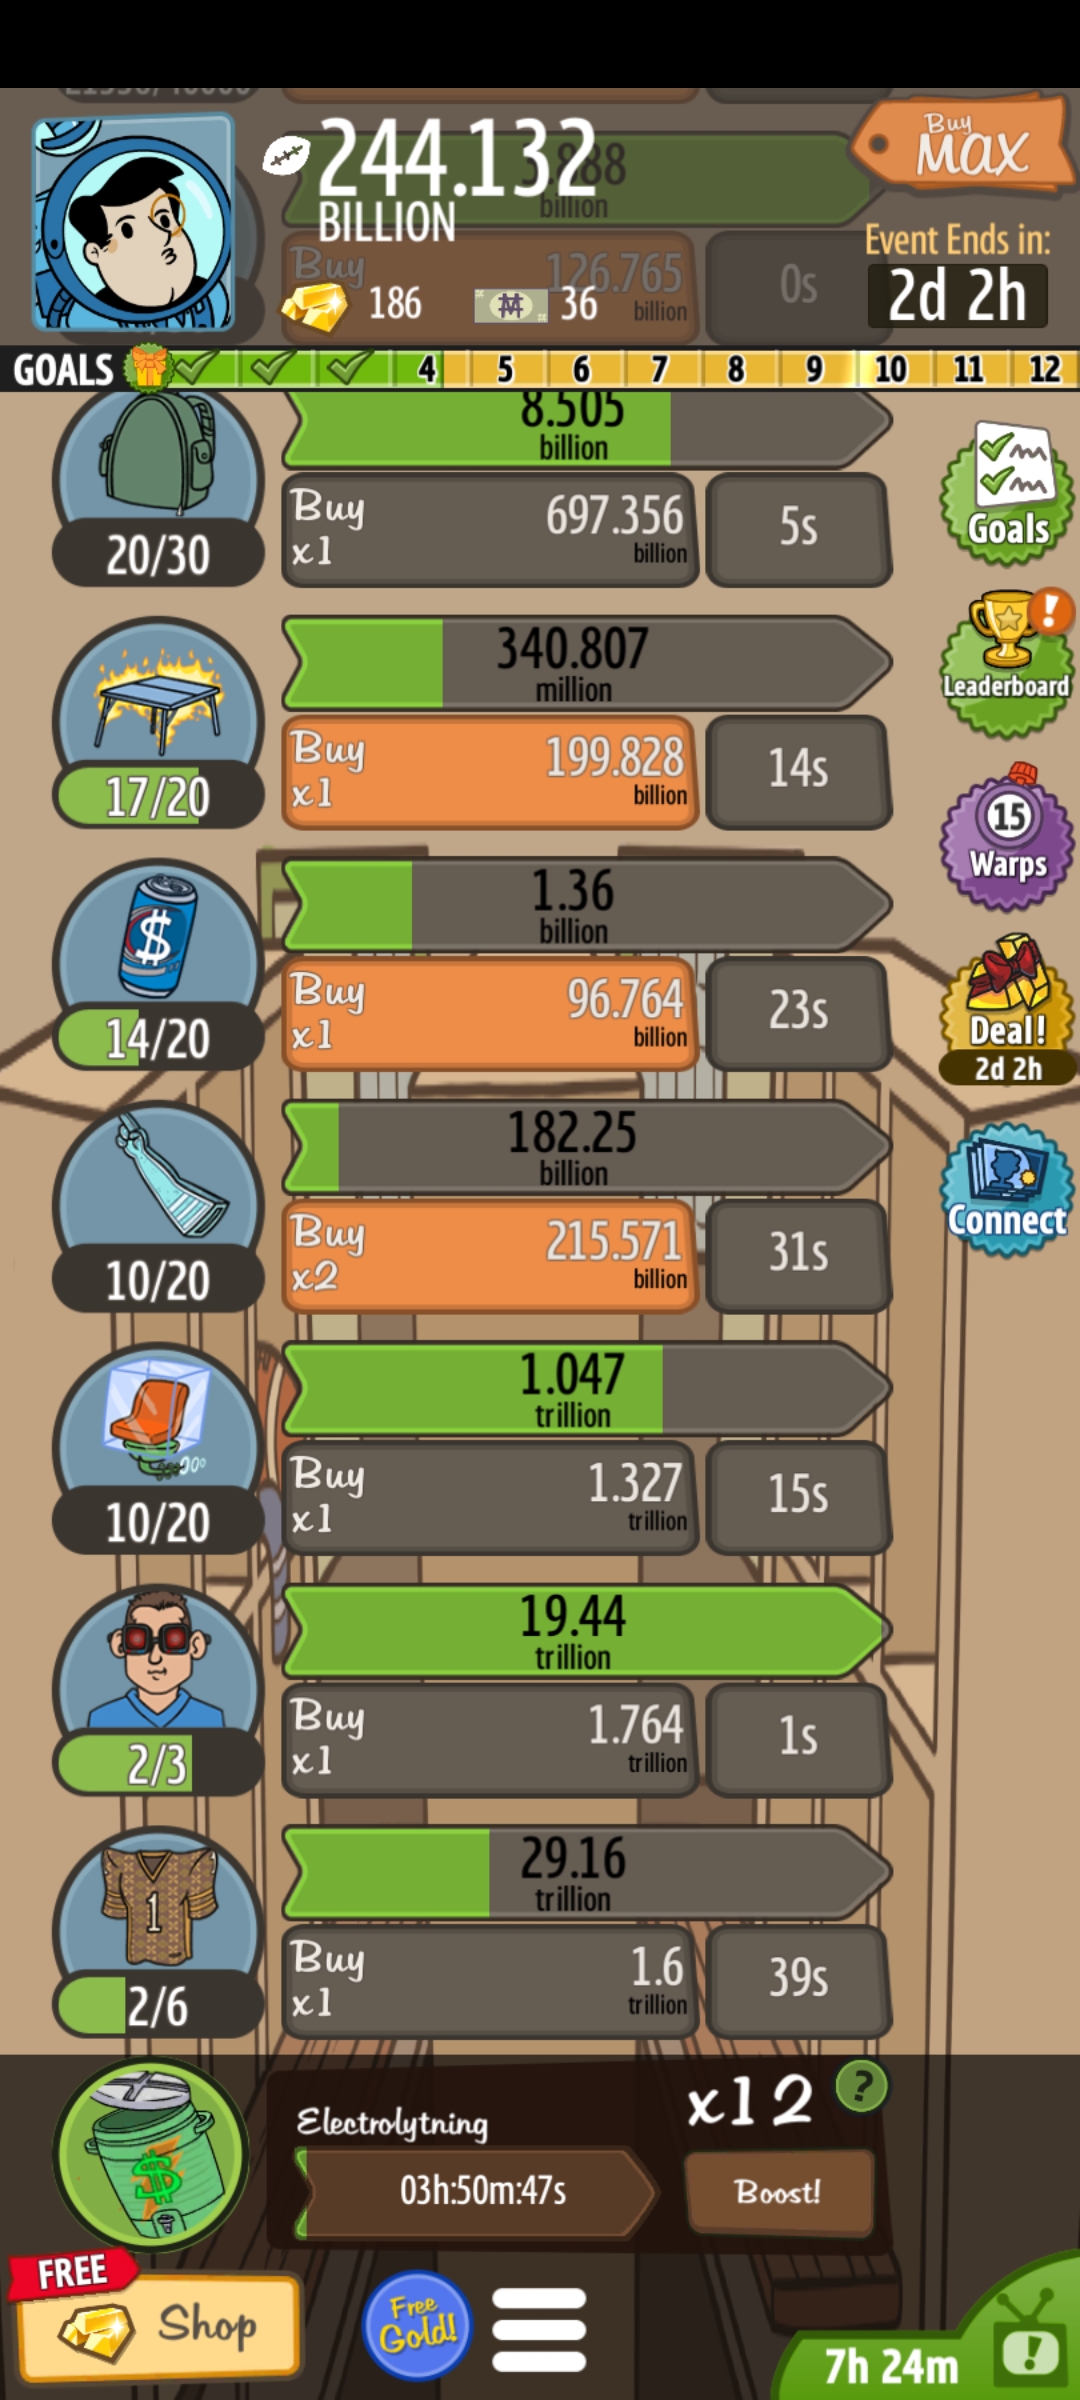 244.132
BILLION
Buy
MAX
billion
Event Ends in:
2d 2h
Buy
126.765
billion
0s
186
36
GOALS 4 5 6 7 8 9 10 11 12
8.505
billion
20/30
Buy
x1
697.356
billion
5s
Goals
340.807
million
17/20
Buy
x1
199.828
billion
14s
Leaderboard
1.36
billion
14/20
Buy
x1
96.764
billion
23s
15
Warps
182.25
billion
10/20
Buy
x2
215.571
billion
31s
Deal!
2d 2h
Connect
1.047
trillion
10/20
Buy
x1
1.327
trillion
15s
19.44
trillion
2/3
Buy
x1
1.764
trillion
1s
29.16
trillion
1
2/6
Buy
x1
1.6
trillion
39s
Electrolytning
x12
?
03h:50m:47s
Boost!
FREE
Shop
Free
Gold!
7h 24m